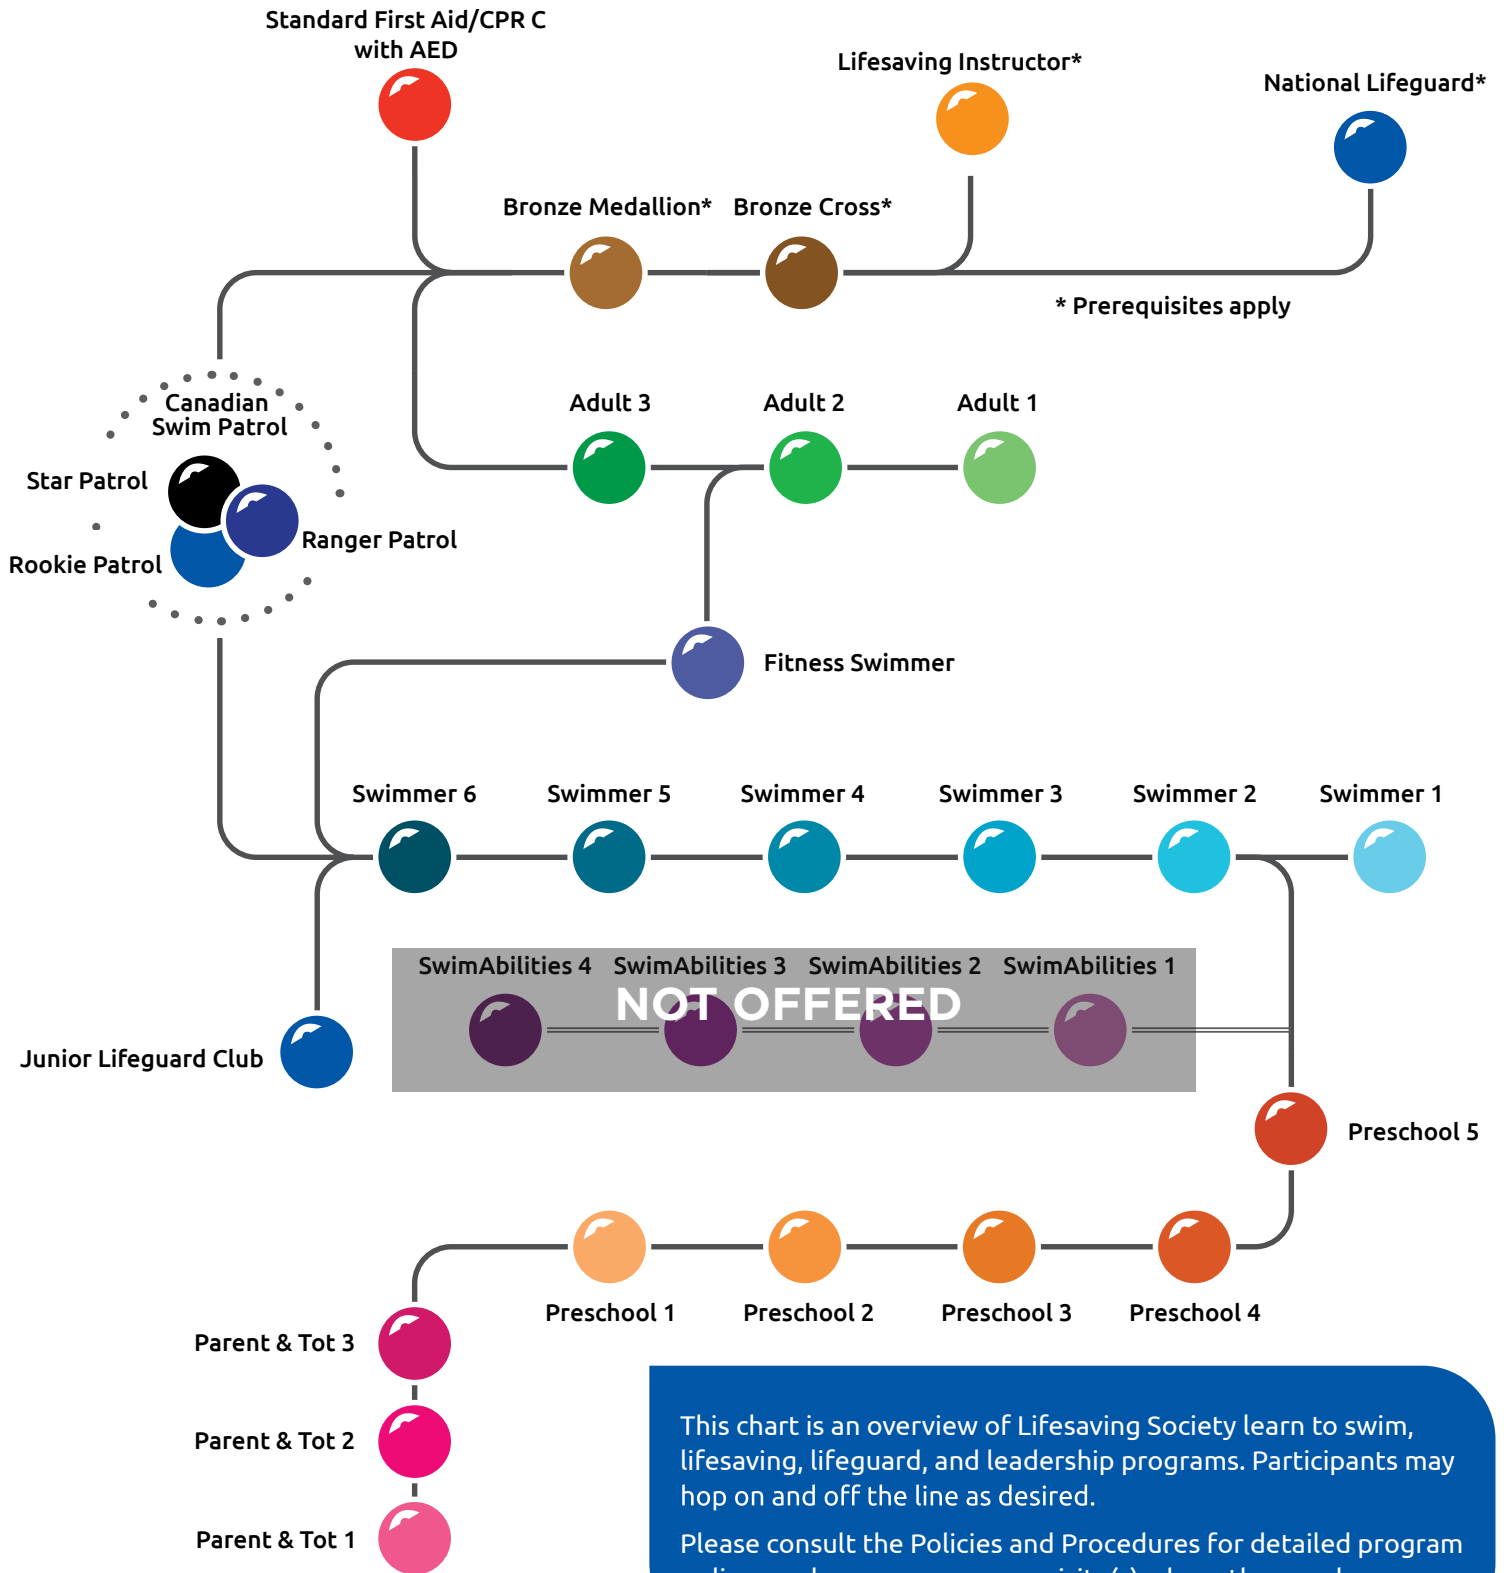 Standard First Aid/CPR C
with AED
Lifesaving Instructor*
National Lifeguard*
Bronze Medallion*
Bronze Cross*
* Prerequisites apply
Canadian
Swim Patrol
Star Patrol
Ranger Patrol
Rookie Patrol
Adult 3
Adult 2
Adult 1
Fitness Swimmer
Swimmer 6
Swimmer 5
Swimmer 4
Swimmer 3
Swimmer 2
Swimmer 1
SwimAbilities 4
SwimAbilities 3
SwimAbilities 2
SwimAbilities 1
NOT OFFERED
Junior Lifeguard Club
Preschool 5
Preschool 1
Preschool 2
Preschool 3
Preschool 4
Parent & Tot 3
Parent & Tot 2
Parent & Tot 1
This chart is an overview of Lifesaving Society learn to swim,
lifesaving, lifeguard, and leadership programs. Participants may
hop on and off the line as desired.
Please consult the Policies and Procedures for detailed program